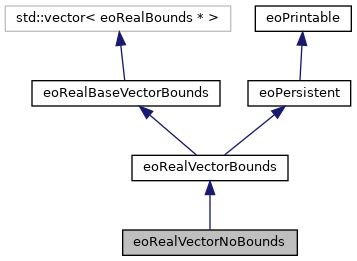 std::vector< eoRealBounds * >
eoPrintable
eoRealBaseVectorBounds
eoPersistent
eoRealVectorBounds
eoRealVectorNoBounds